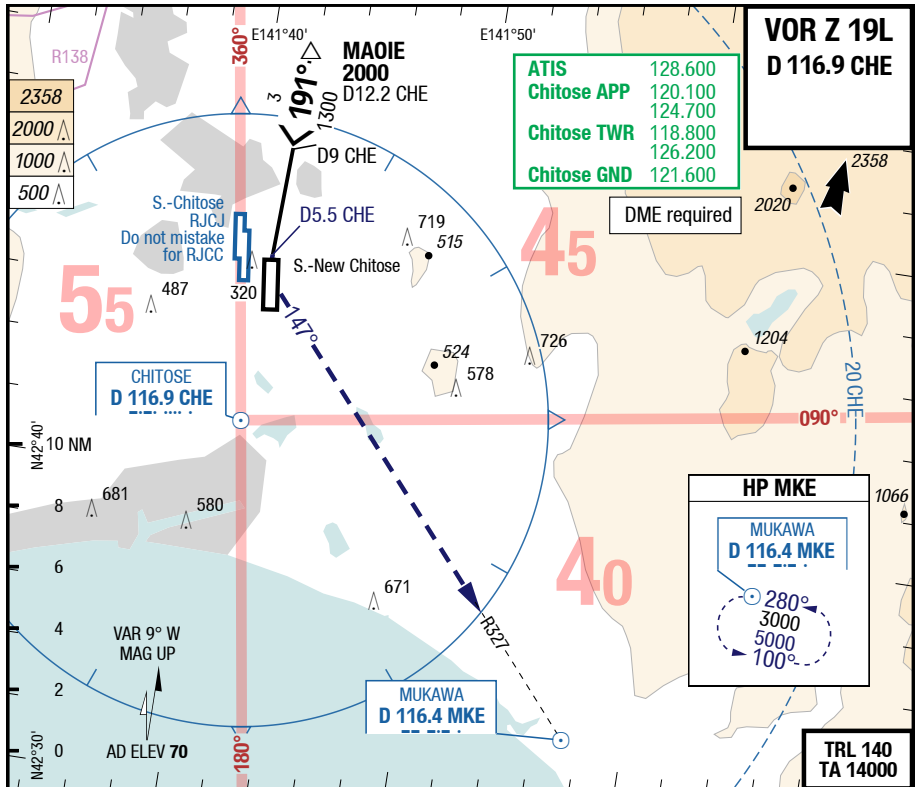 VOR Z 19L
D 116.9 CHE
R138
360°
E141°40'
E141°50'
MAOIE
2000
D12.2 CHE
3
191°
1300
D9 CHE
2358
2000
1000
500
ATIS 128.600
Chitose APP 120.100
124.700
Chitose TWR 118.800
126.200
Chitose GND 121.600
DME required
2358
2020
S.-Chitose
RJCJ
Do not mistake
for RJCC
D5.5 CHE
719
515
S.-New Chitose
45
55
487
320
147°
726
1204
524
578
20 CHE
CHITOSE
D 116.9 CHE
090°
N42°40'
10 NM
8
6
4
2
0
N42°30'
681
580
671
40
R327
HP MKE
MUKAWA
D 116.4 MKE
280°
3000
5000
100°
1066
VAR 9° W
MAG UP
AD ELEV 70
180°
MUKAWA
D 116.4 MKE
TRL 140
TA 14000